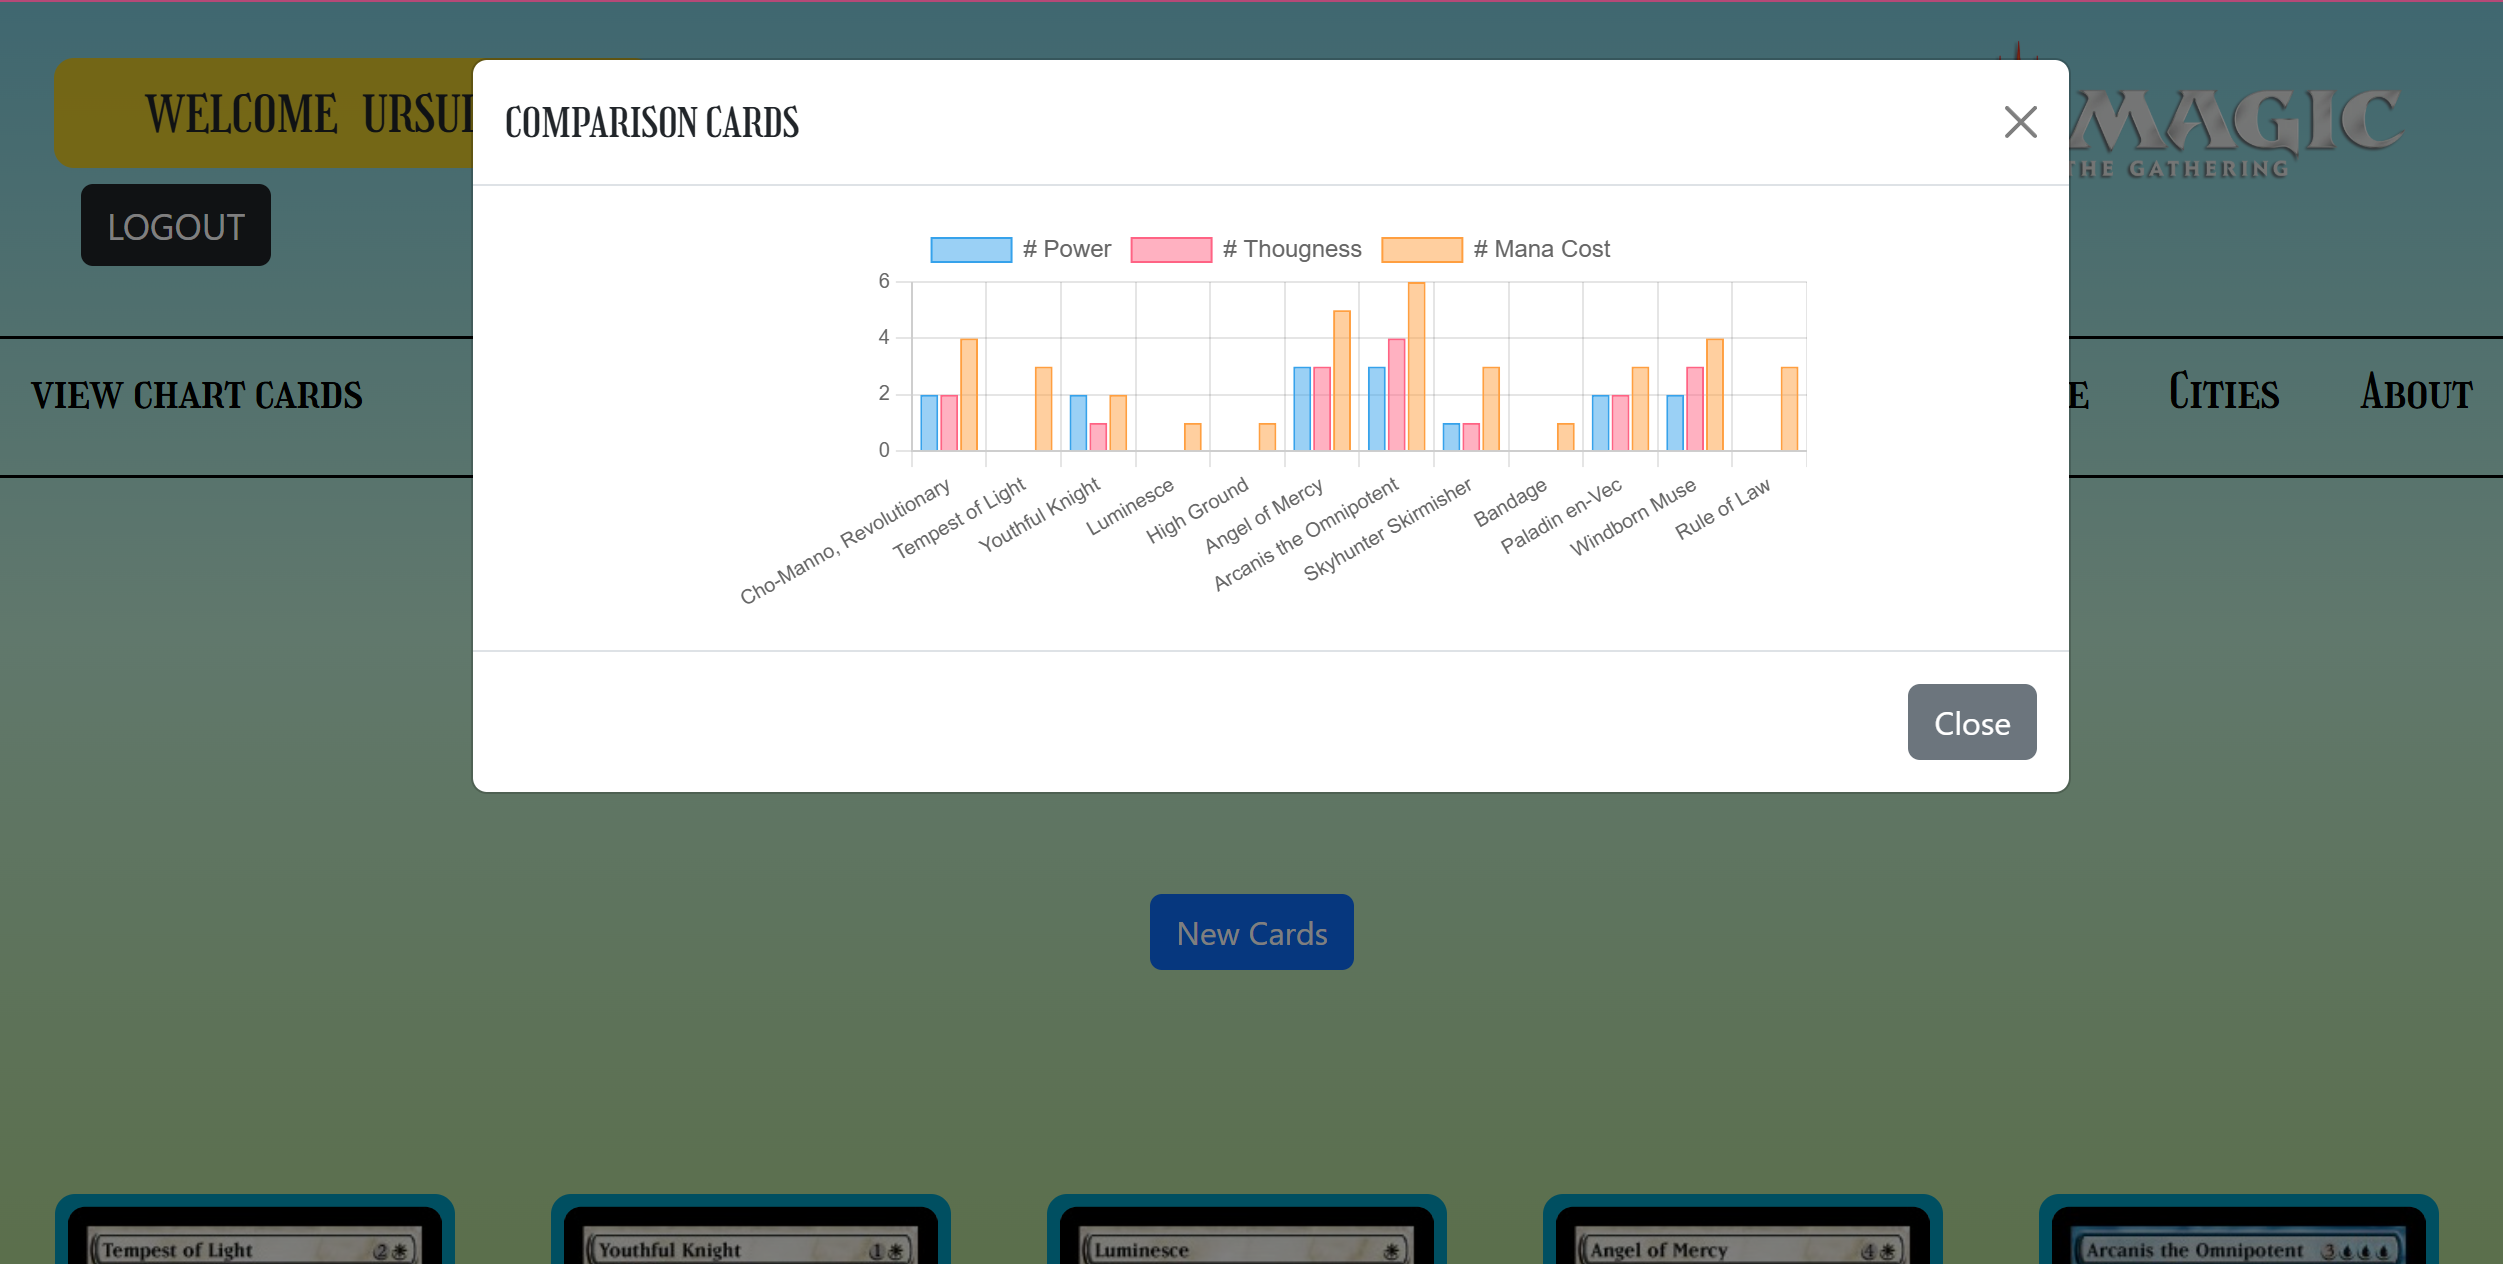 WELCOME URSU
COMPARISON CARDS
MAGIC
THE GATHERING
LOGOUT
# Power # Thougness # Mana Cost
6
4
2
0
Cho-Manno, Revolutionary
Tempest of Light
Youthful Knight
Luminesce
High Ground
Angel of Mercy
Arcanis the Omnipotent
Skyhunter Skirmisher
Bandage
Paladin en-Vec
Windborn Muse
Rule of Law
VIEW CHART CARDS
E Cities About
Close
New Cards
Tempest of Light 2
Youthful Knight 1
Luminesce
Angel of Mercy 4
Arcanis the Omnipotent 3